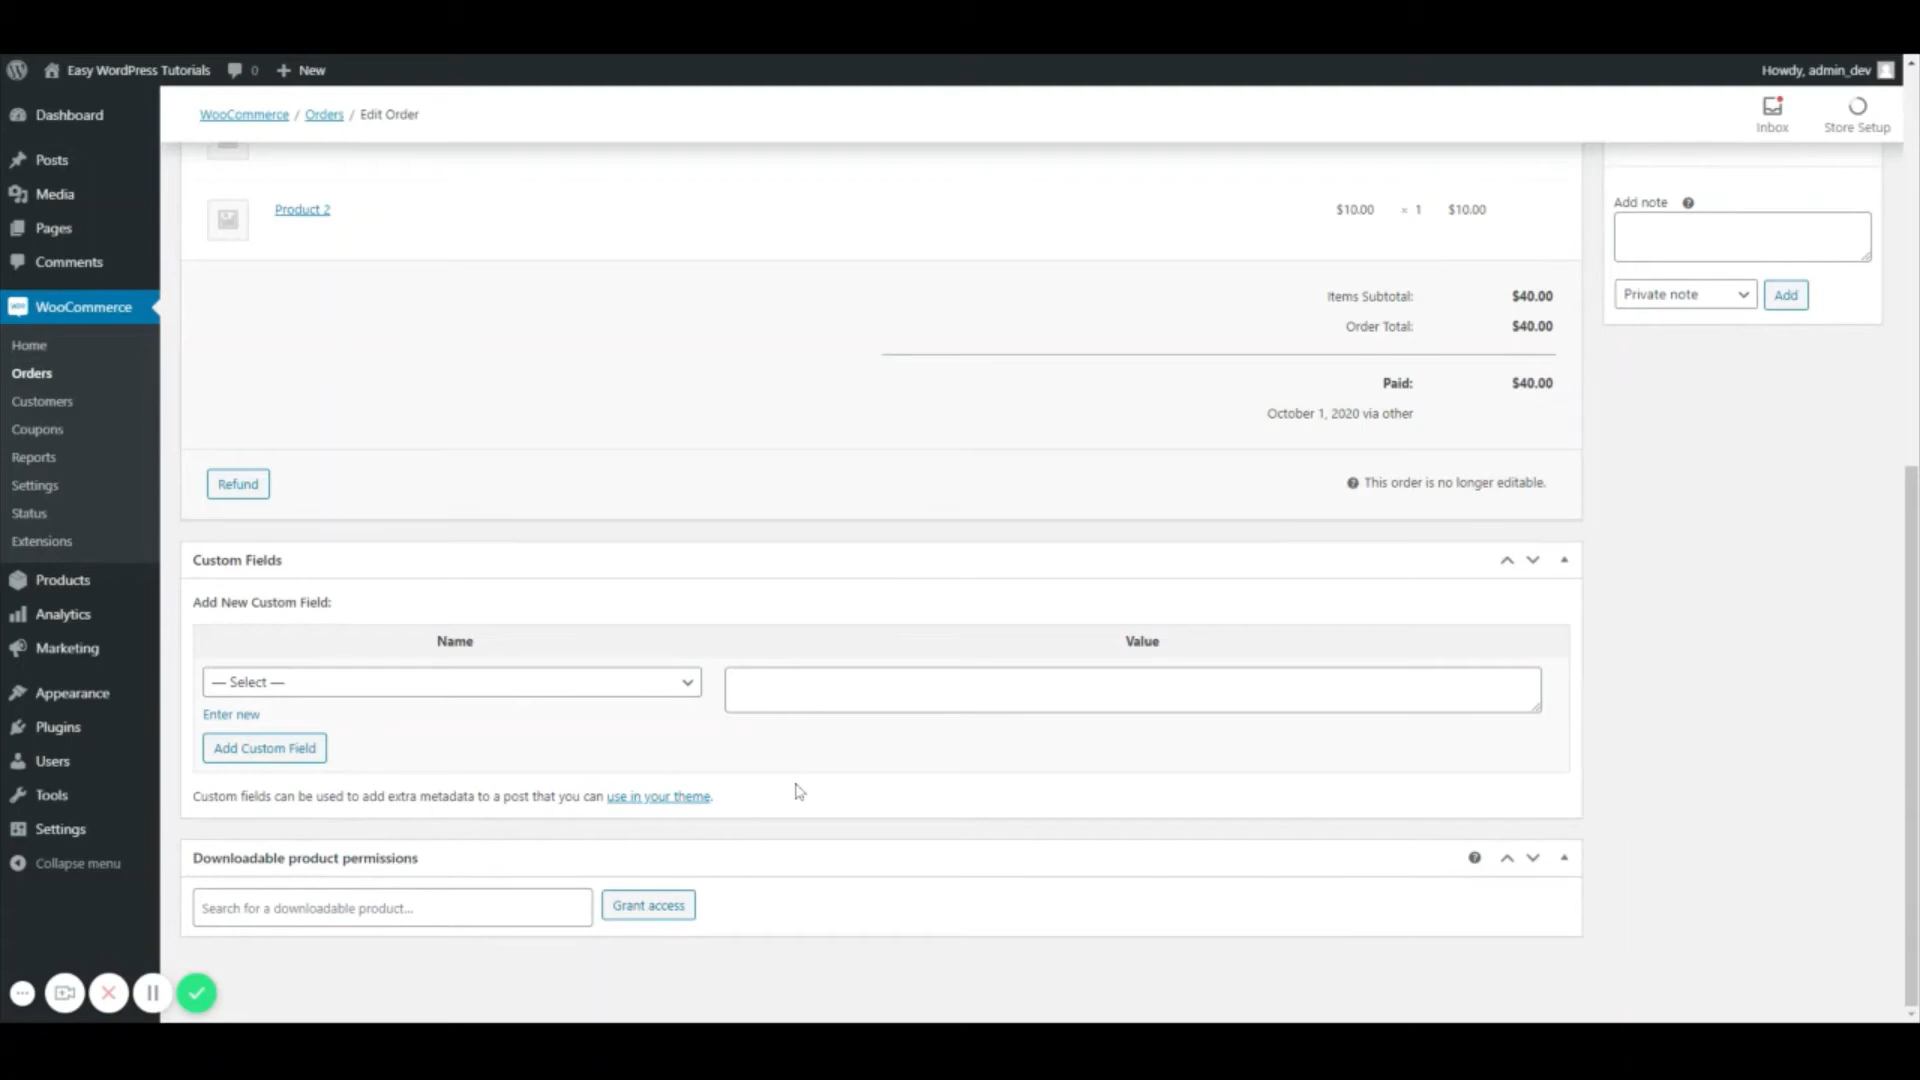 Easy WordPress Tutorials 0 New Howdy, admin_dev
Dashboard
Posts
Media
Pages
Comments
WooCommerce
Home
Orders
Customers
Coupons
Reports
Settings
Status
Extensions
Products
Analytics
Marketing
Appearance
Plugins
Users
Tools
Settings
Collapse menu
WooCommerce / Orders / Edit Order
Inbox Store Setup
Product 2 $10.00 × 1 $10.00
Items Subtotal: $40.00
Order Total: $40.00
Paid: $40.00
October 1, 2020 via other
Refund This order is no longer editable.
Add note
Private note Add
Custom Fields
Add New Custom Field:
Name Value
— Select —
Enter new
Add Custom Field
Custom fields can be used to add extra metadata to a post that you can use in your theme.
Downloadable product permissions
Search for a downloadable product... Grant access